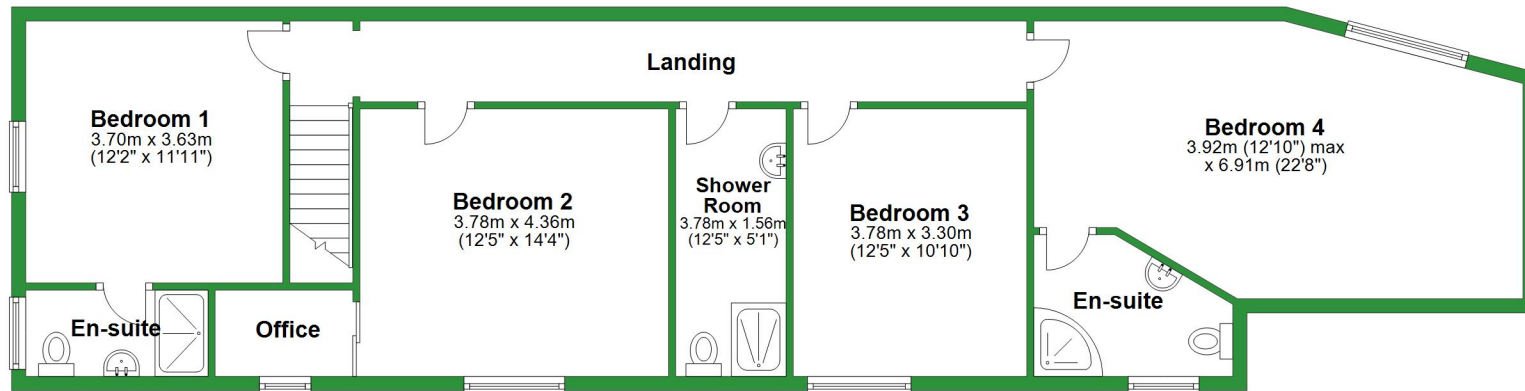 Landing
Bedroom 1
3.70m x 3.63m
(12'2" x 11'11")
Bedroom 4
3.92m (12'10") max
x 6.91m (22'8")
Bedroom 2
3.78m x 4.36m
(12'5" x 14'4")
Shower
Room
3.78m x 1.56m
(12'5" x 5'1")
Bedroom 3
3.78m x 3.30m
(12'5" x 10'10")
En-suite
Office
En-suite